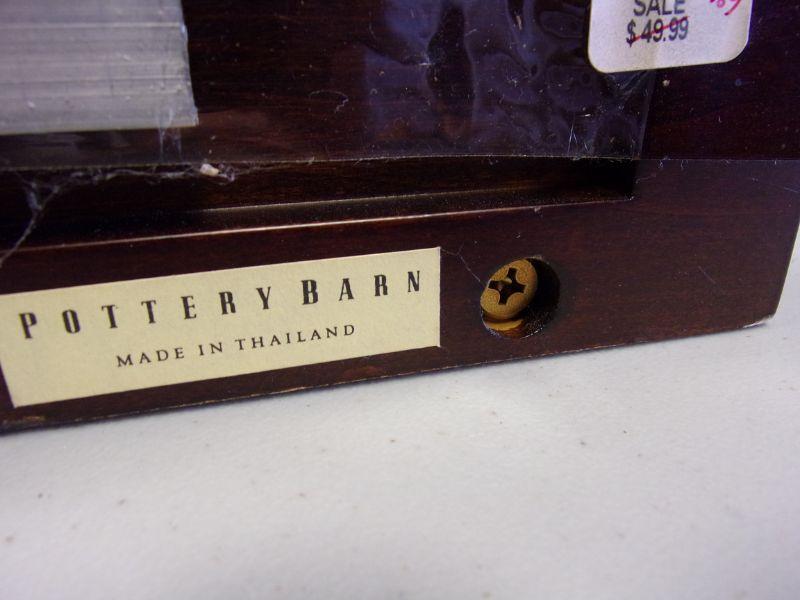 SALE
$49.99
POTTERY BARN
MADE IN THAILAND